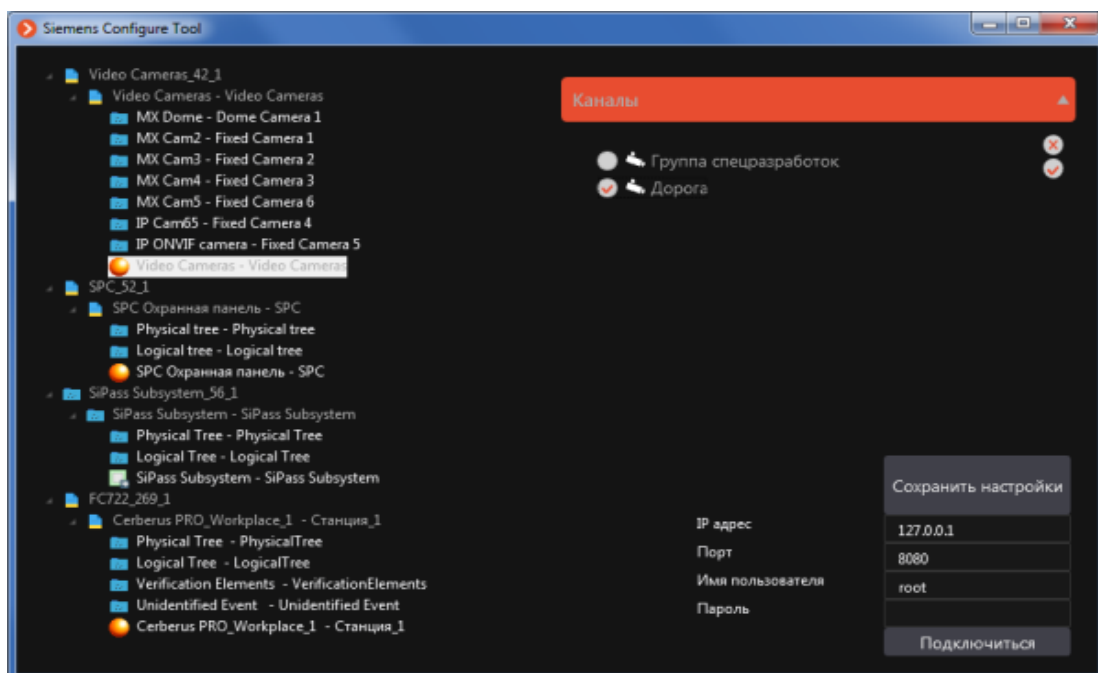 Siemens Configure Tool
Video Cameras_42_1
Video Cameras - Video Cameras
MX Dome - Dome Camera 1
MX Cam2 - Fixed Camera 1
MX Cam3 - Fixed Camera 2
MX Cam4 - Fixed Camera 3
MX Cam5 - Fixed Camera 6
IP Cam65 - Fixed Camera 4
IP ONVIF camera - Fixed Camera 5
Video Cameras - Video Cameras
SPC_52_1
SPC Охранная панель - SPC
Physical tree - Physical tree
Logical tree - Logical tree
SPC Охранная панель - SPC
SiPass Subsystem_56_1
SiPass Subsystem - SiPass Subsystem
Physical Tree - Physical Tree
Logical Tree - Logical Tree
SiPass Subsystem - SiPass Subsystem
FC722_269_1
Cerberus PRO_Workplace_1 - Станция_1
Physical Tree - PhysicalTree
Logical Tree - LogicalTree
Verification Elements - VerificationElements
Unidentified Event - Unidentified Event
Cerberus PRO_Workplace_1 - Станция_1
Каналы
Группа спецразработок
Дорога
Сохранить настройки
IP адрес 127.0.0.1
Порт 8080
Имя пользователя root
Пароль
Подключиться